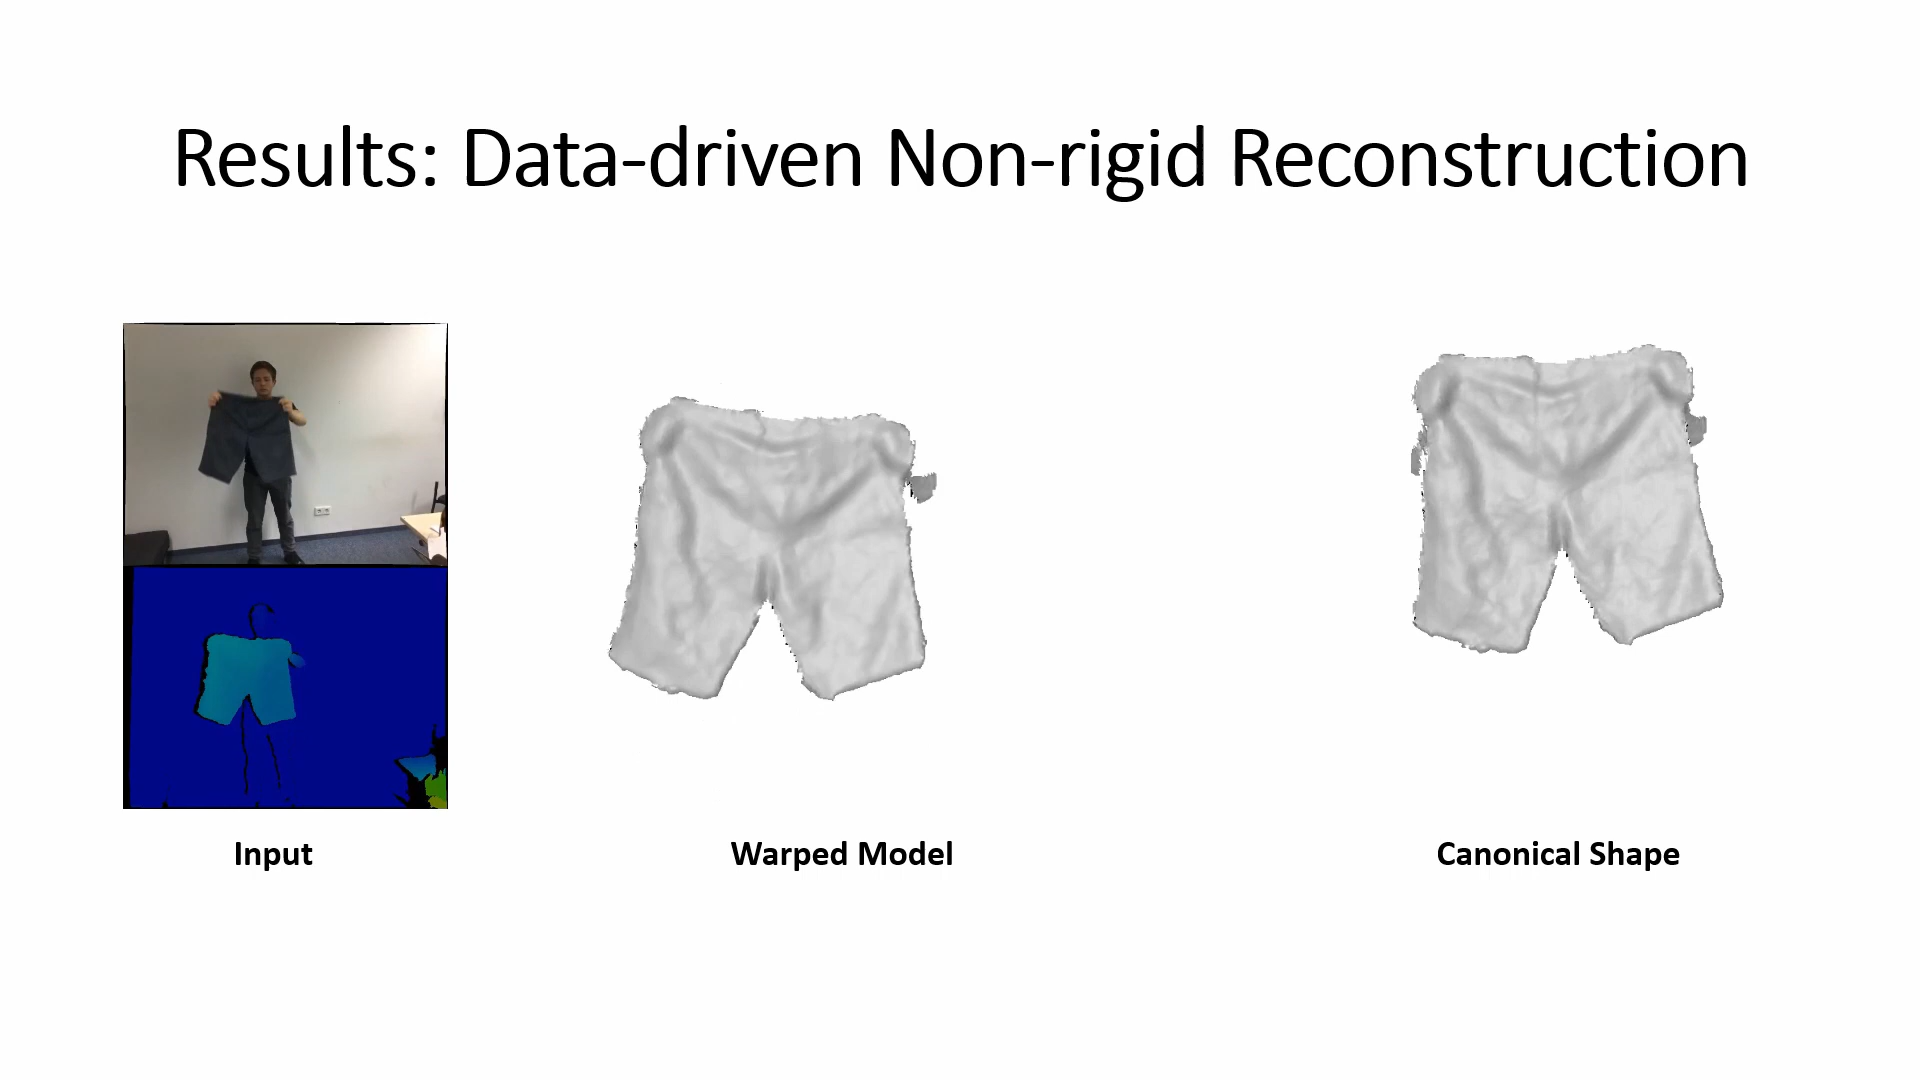 Results: Data-driven Non-rigid Reconstruction
Input
Warped Model
Canonical Shape